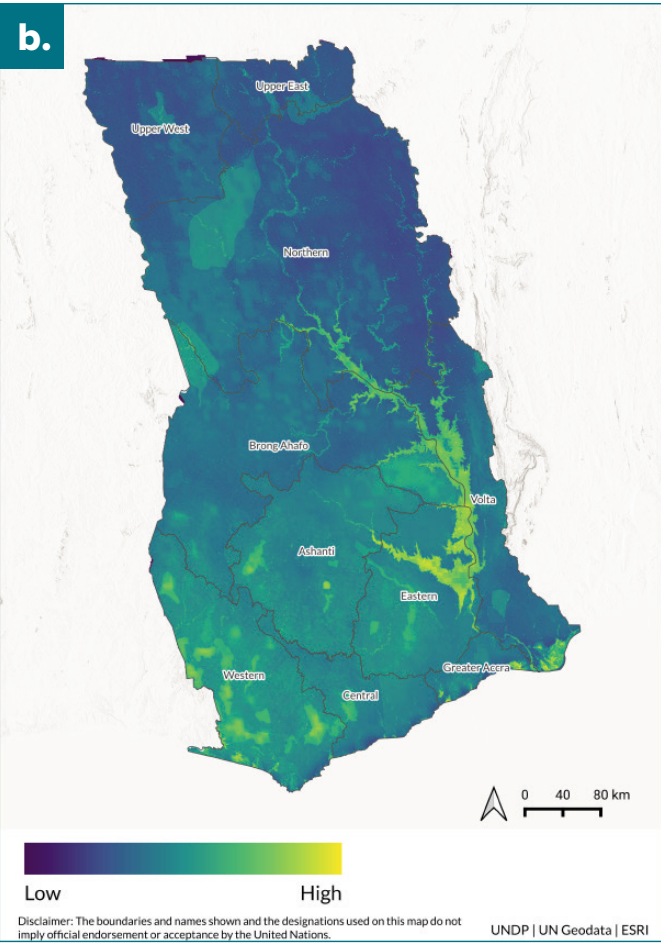 b.
Upper East
Upper West
Northern
Brong Ahafo
Volta
Ashanti
Eastern
Greater Accra
Western
Central
0 40 80 km
Low High
Disclaimer: The boundaries and names shown and the designations used on this map do not
imply official endorsement or acceptance by the United Nations.
UNDP | UN Geodata | ESRI